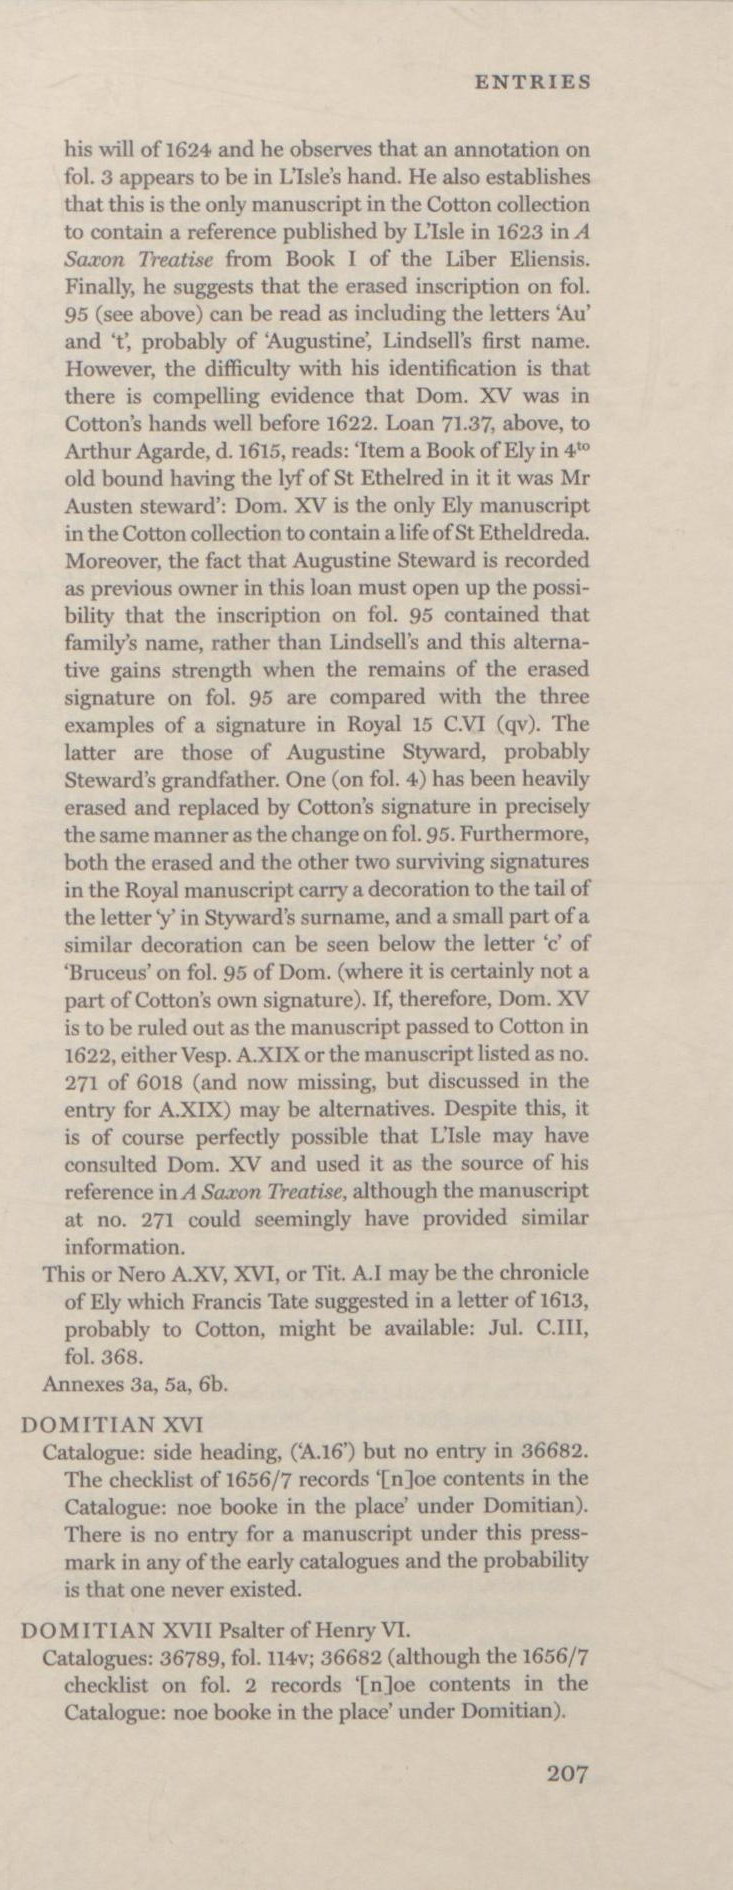 ENTRIES
his will of 1624 and he observes that an annotation on
fol. 3 appears to be in L'Isle's hand. He also establishes
that this is the only manuscript in the Cotton collection
to contain a reference published by L'Isle in 1623 in A
Saxon Treatise from Book I of the Liber Eliensis.
Finally, he suggests that the erased inscription on fol.
95 (see above) can be read as including the letters 'Au'
and 't', probably of 'Augustine', Lindsell's first name.
However, the difficulty with his identification is that
there is compelling evidence that Dom. XV was in
Cotton's hands well before 1622. Loan 71.37, above, to
Arthur Agarde, d. 1615, reads: 'Item a Book of Ely in 4to
old bound having the lyf of St Ethelred in it it was Mr
Austen steward': Dom. XV is the only Ely manuscript
in the Cotton collection to contain a life of St Etheldreda.
Moreover, the fact that Augustine Steward is recorded
as previous owner in this loan must open up the possi-
bility that the inscription on fol. 95 contained that
family's name, rather than Lindsell's and this alterna-
tive gains strength when the remains of the erased
signature on fol. 95 are compared with the three
examples of a signature in Royal 15 C.VI (qv). The
latter are those of Augustine Styward, probably
Steward's grandfather. One (on fol. 4) has been heavily
erased and replaced by Cotton's signature in precisely
the same manner as the change on fol. 95. Furthermore,
both the erased and the other two surviving signatures
in the Royal manuscript carry a decoration to the tail of
the letter 'y' in Styward's surname, and a small part of a
similar decoration can be seen below the letter 'c' of
'Bruceus' on fol. 95 of Dom. (where it is certainly not a
part of Cotton's own signature). If, therefore, Dom. XV
is to be ruled out as the manuscript passed to Cotton in
1622, either Vesp. A.XIX or the manuscript listed as no.
271 of 6018 (and now missing, but discussed in the
entry for A.XIX) may be alternatives. Despite this, it
is of course perfectly possible that L'Isle may have
consulted Dom. XV and used it as the source of his
reference in A Saxon Treatise, although the manuscript
at no. 271 could seemingly have provided similar
information.
This or Nero A.XV, XVI, or Tit. A.I may be the chronicle
of Ely which Francis Tate suggested in a letter of 1613,
probably to Cotton, might be available: Jul. C.III,
fol. 368.
Annexes 3a, 5a, 6b.
DOMITIAN XVI
Catalogue: side heading, ('A.16') but no entry in 36682.
The checklist of 1656/7 records '[n]oe contents in the
Catalogue: noe booke in the place' under Domitian).
There is no entry for a manuscript under this press-
mark in any of the early catalogues and the probability
is that one never existed.
DOMITIAN XVII Psalter of Henry VI.
Catalogues: 36789, fol. 114v; 36682 (although the 1656/7
checklist on fol. 2 records '[n]oe contents in the
Catalogue: noe booke in the place' under Domitian).
207